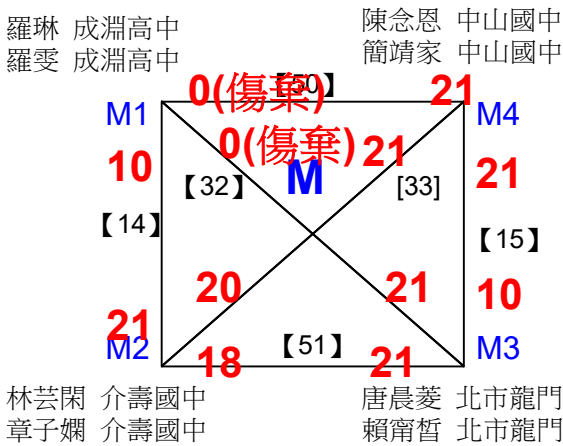 羅琳 成淵高中
羅雯 成淵高中
陳念恩 中山國中
簡靖家 中山國中
M1
0(傷棄)
【50】
21
M4
0(傷棄)
21
10
【32】
M
[33]
21
【14】
【15】
20
21
10
21
M2
18
【51】
21
M3
林芸閑 介壽國中
章子嫻 介壽國中
唐晨菱 北市龍門
賴甯晳 北市龍門